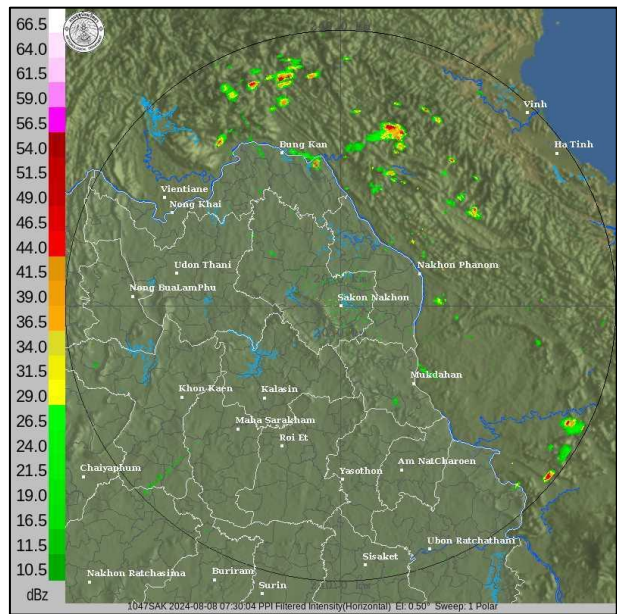 66.5
64.0
61.5
59.0
56.5
54.0
51.5
49.0
46.5
44.0
41.5
39.0
36.5
34.0
31.5
29.0
26.5
24.0
21.5
19.0
16.5
11.5
10.5
dBz
Vinh
Ha Tinh
Bung Kan
Vientiane
Nong Khai
Udon Thani
Nakhon Phanom
Nong BuaLamPhu
Sakon Nakhon
Mukdahan
Khon Kaen
Kalasin
Maha Sarakham
Roi Et
Chaiyaphum
Yasothon
Am NatCharoen
Ubon Ratchathani
Sisaket
Nakhon Ratchasima
Buriram
Surin
1047SAK 2024-08-08 07:30:04 PPI Filtered Intensity(Horizontal) El: 0.50° Sweep: 1 Polar